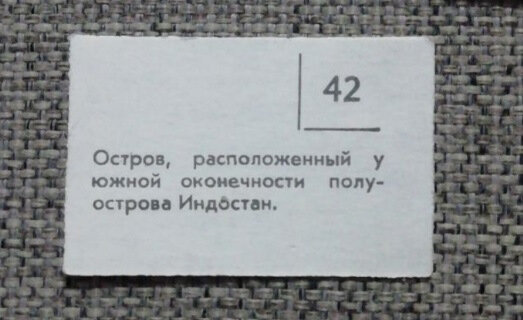 42
Остров, расположенный у
южной оконечности полу-
острова Индостан.